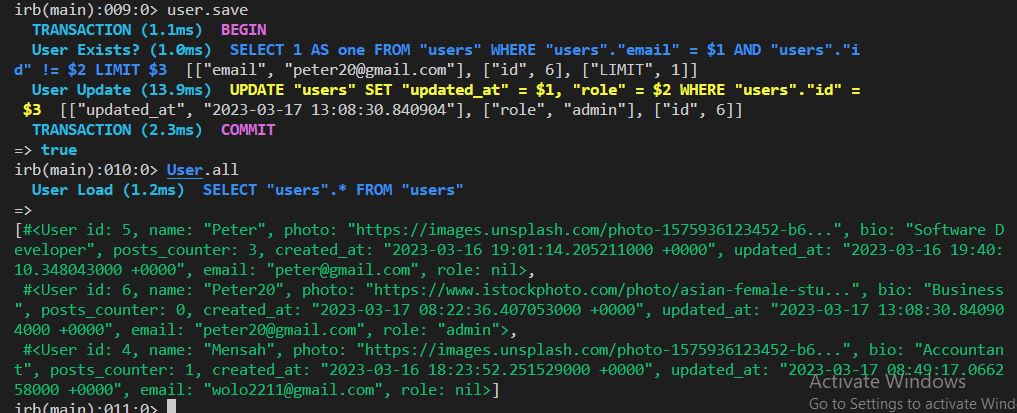 irb(main):009:0> user.save
TRANSACTION (1.1ms)  BEGIN
User Exists? (1.0ms)  SELECT 1 AS one FROM "users" WHERE "users"."email" = $1 AND "users"."i
d" != $2 LIMIT $3  [["email", "peter20@gmail.com"], ["id", 6], ["LIMIT", 1]]
User Update (13.9ms)  UPDATE "users" SET "updated_at" = $1, "role" = $2 WHERE "users"."id" =
$3  [["updated_at", "2023-03-17 13:08:30.840904"], ["role", "admin"], ["id", 6]]
TRANSACTION (2.3ms)  COMMIT
=> true
irb(main):010:0> User.all
User Load (1.2ms)  SELECT "users".* FROM "users"
=>
[#<User id: 5, name: "Peter", photo: "https://images.unsplash.com/photo-1575936123452-b6...", bio: "Software D
eveloper", posts_counter: 3, created_at: "2023-03-16 19:01:14.205211000 +0000", updated_at: "2023-03-16 19:40:
10.348043000 +0000", email: "peter@gmail.com", role: nil>,
#<User id: 6, name: "Peter20", photo: "https://www.istockphoto.com/photo/asian-female-stu...", bio: "Business
", posts_counter: 0, created_at: "2023-03-17 08:22:36.407053000 +0000", updated_at: "2023-03-17 13:08:30.84090
4000 +0000", email: "peter20@gmail.com", role: "admin">,
#<User id: 4, name: "Mensah", photo: "https://images.unsplash.com/photo-1575936123452-b6...", bio: "Accountan
t", posts_counter: 1, created_at: "2023-03-16 18:23:52.251529000 +0000", updated_at: "2023-03-17 08:49:17.0662
58000 +0000", email: "wolo2211@gmail.com", role: nil>]
Activate Windows
irb(main):011:0>
Go to Settings to activate Wind